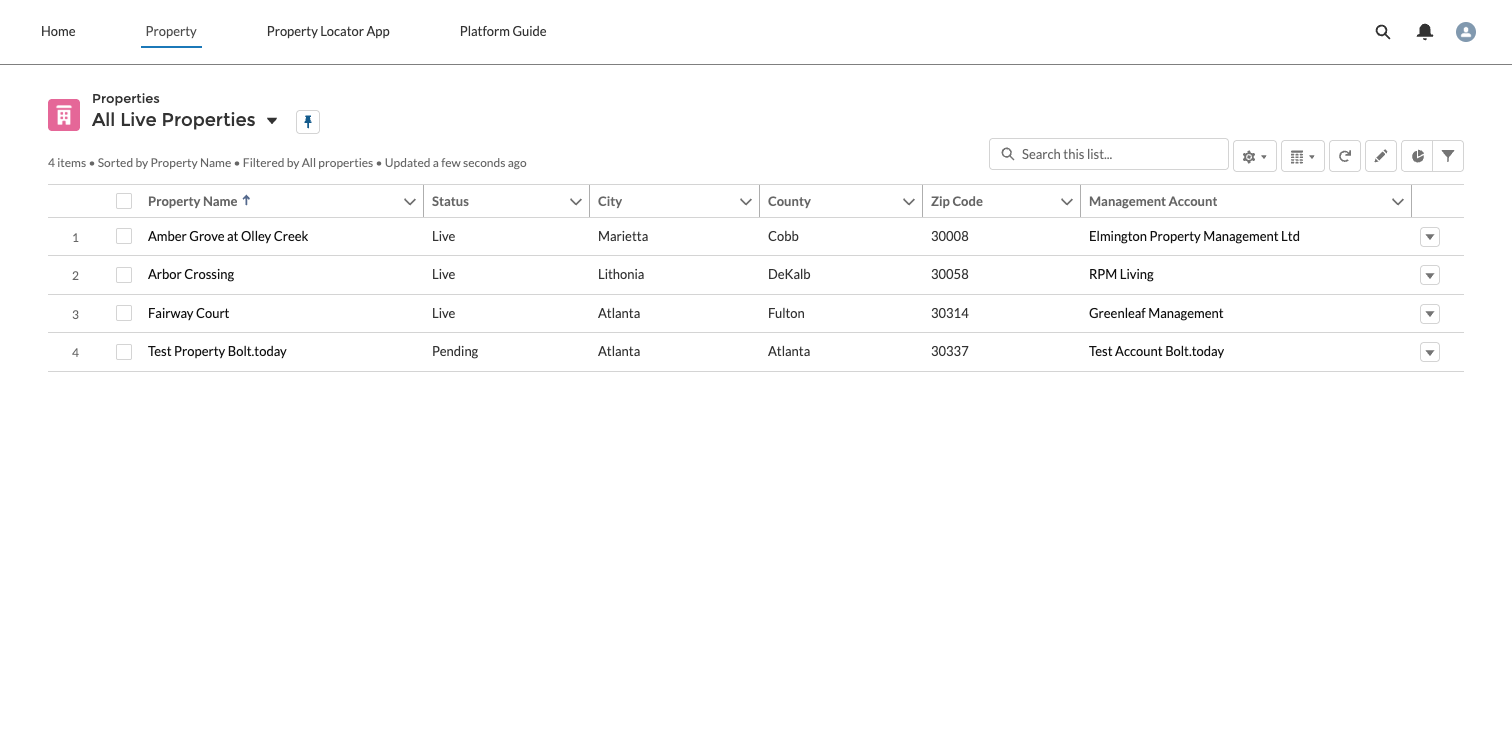 Home Property Property Locator App Platform Guide
Properties
All Live Properties
4 items • Sorted by Property Name • Filtered by All properties • Updated a few seconds ago
Search this list...
Property Name Status City County Zip Code Management Account
1 Amber Grove at Olley Creek Live Marietta Cobb 30008 Elmington Property Management Ltd
2 Arbor Crossing Live Lithonia DeKalb 30058 RPM Living
3 Fairway Court Live Atlanta Fulton 30314 Greenleaf Management
4 Test Property Bolt.today Pending Atlanta Atlanta 30337 Test Account Bolt.today